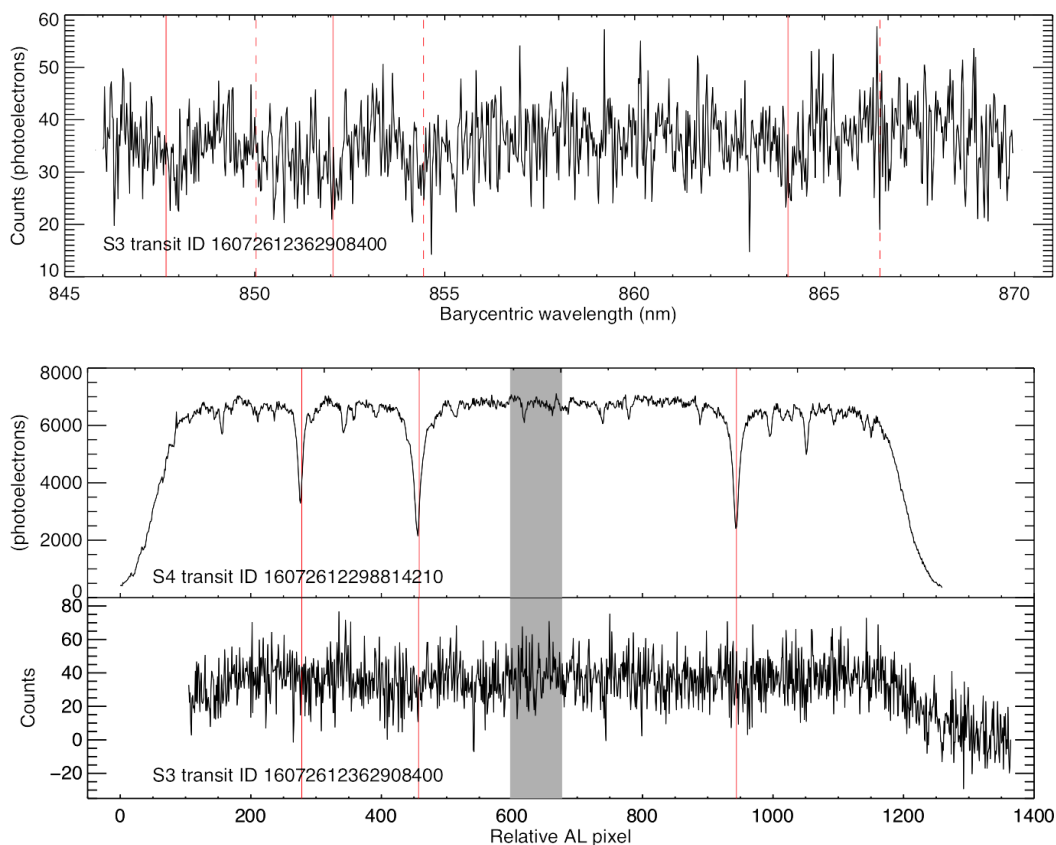 60
50
40
30
20
10
Counts (photoelectrons)
S3 transit ID 16072612362908400
845 850 855 860 865 870
Barycentric wavelength (nm)
8000
6000
4000
2000
0
(photoelectrons)
S4 transit ID 16072612298814210
80
60
40
20
0
−20
Counts
S3 transit ID 16072612362908400
0 200 400 600 800 1000 1200 1400
Relative AL pixel